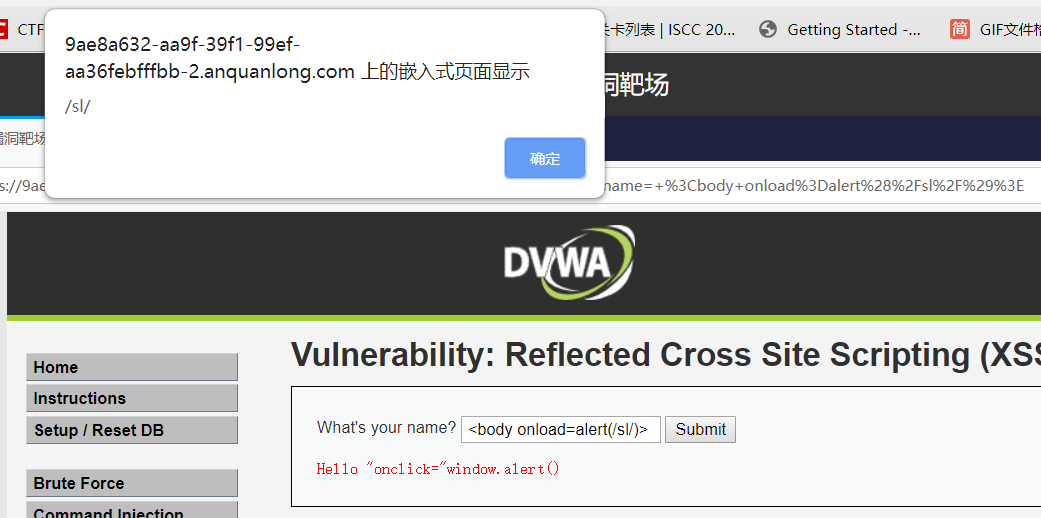 CTF
关卡列表 | ISCC 20...
Getting Started -...
简
GIF文件格
9ae8a632-aa9f-39f1-99ef-
aa36febfffbb-2.anquanlong.com 上的嵌入式页面显示
/sl/
确定
洞靶场
漏洞靶场
s://9ae
name=+%3Cbody+onload%3Dalert%28%2Fsl%2F%29%3E
DVWA
Home
Instructions
Setup / Reset DB
Brute Force
Command Injection
Vulnerability: Reflected Cross Site Scripting (XSS
What's your name? <body onload=alert(/sl/)> Submit
Hello "onclick="window.alert()